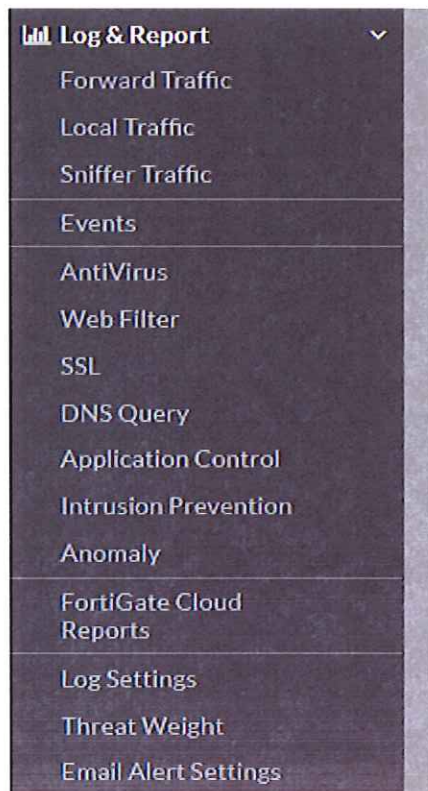 Log & Report
Forward Traffic
Local Traffic
Sniffer Traffic
Events
AntiVirus
Web Filter
SSL
DNS Query
Application Control
Intrusion Prevention
Anomaly
FortiGate Cloud
Reports
Log Settings
Threat Weight
Email Alert Settings